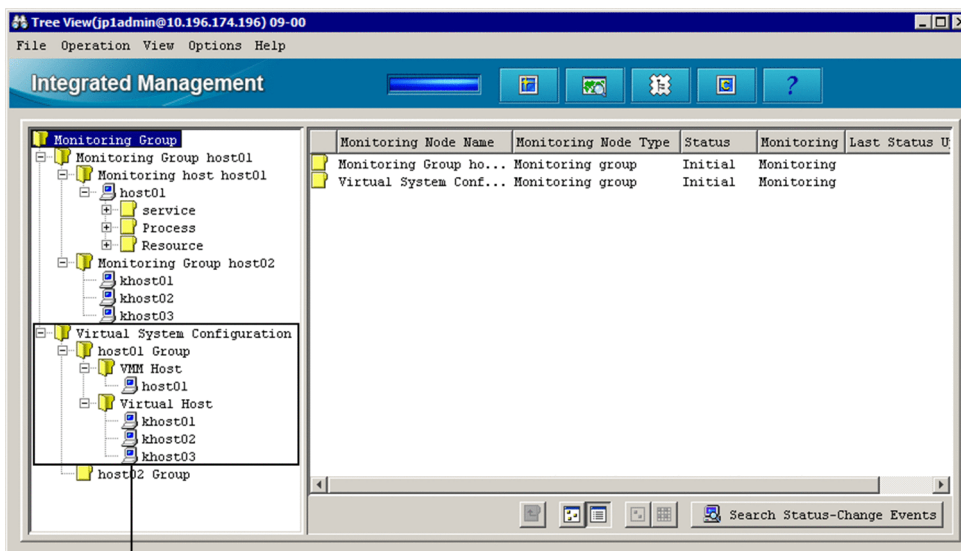 Tree View(jp1admin@10.196.174.196) 09-00
File Operation View Options Help
Integrated Management
C
?
Monitoring Group
Monitoring Group host01
Monitoring host host01
host01
service
Process
Resource
Monitoring Group host02
khost01
khost02
khost03
Virtual System Configuration
host01 Group
VMM Host
host01
Virtual Host
khost01
khost02
khost03
host02 Group
Monitoring Node Name Monitoring Node Type Status Monitoring Last Status U
Monitoring Group ho... Monitoring group Initial Monitoring
Virtual System Conf... Monitoring group Initial Monitoring
Search Status-Change Events